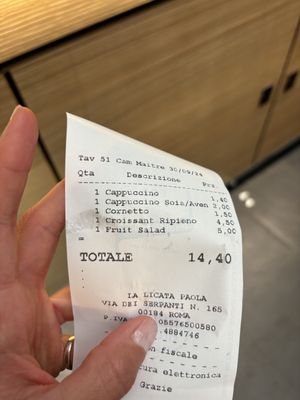 Tav 51 Cam Maitre 30/09/24
Qta Descrizione Prz.
1 Cappuccino 1,40
1 Cappuccino Soia/Aven 2,00
1 Cornetto 1,50
1 Croissant Ripieno 4,50
1 Fruit Salad 5,00
=
TOTALE 14,40
LA LICATA PAOLA
VIA DEI SERPENTI N. 165
00184 ROMA
P.IVA 05576500580
.4884746
fiscale
elettronica
Grazie